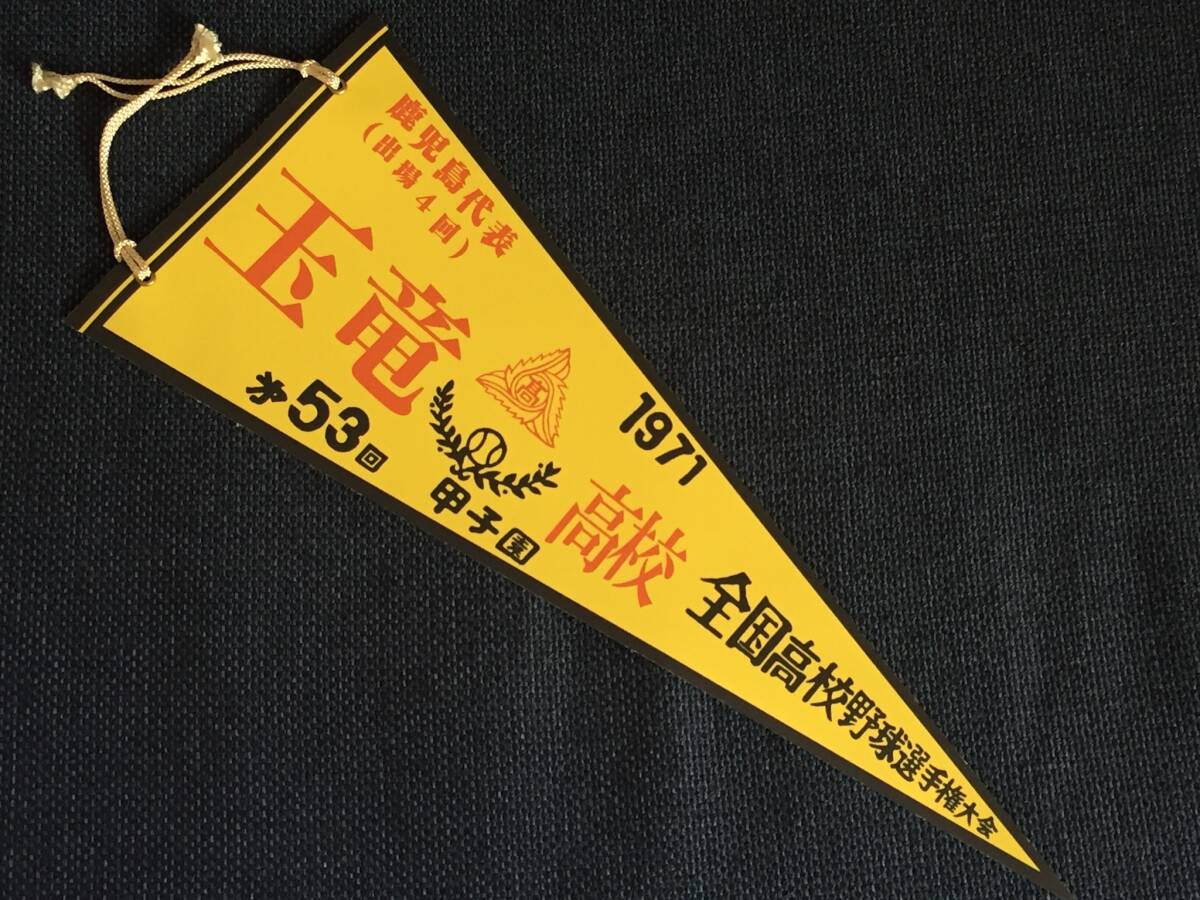 鹿児島代表
(出場4回)
玉竜
高
高校
1971
第53回
甲子園
全国高校野球選手権大会